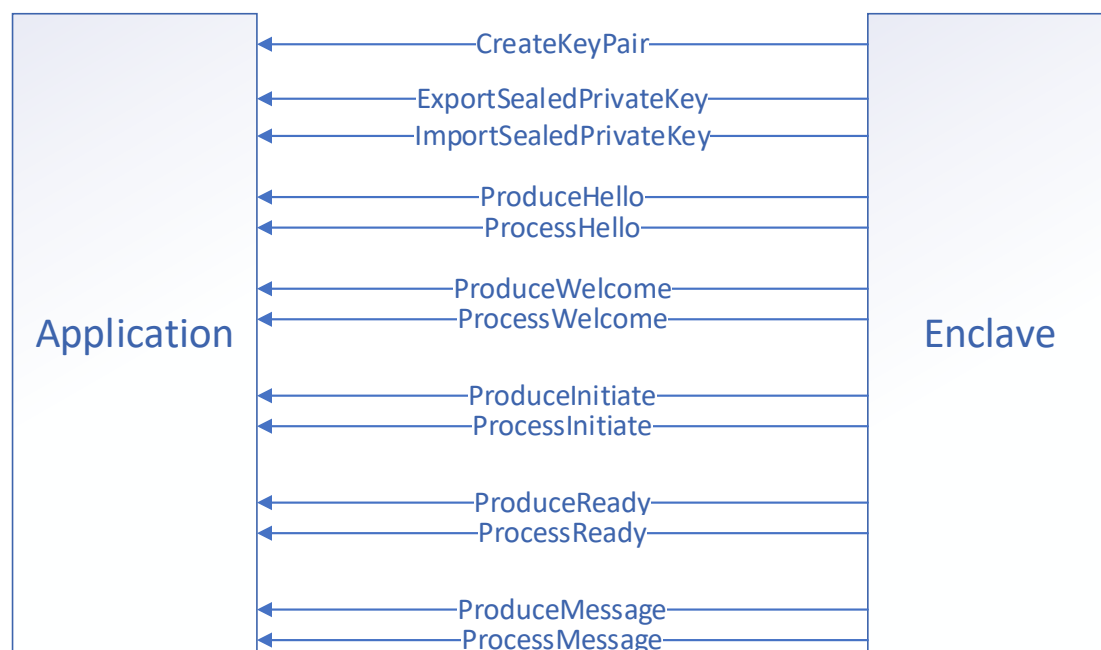 CreateKeyPair
ExportSealedPrivateKey
ImportSealedPrivateKey
ProduceHello
ProcessHello
ProduceWelcome
ProcessWelcome
Application
Enclave
ProduceInitiate
ProcessInitiate
ProduceReady
ProcessReady
ProduceMessage
ProcessMessage